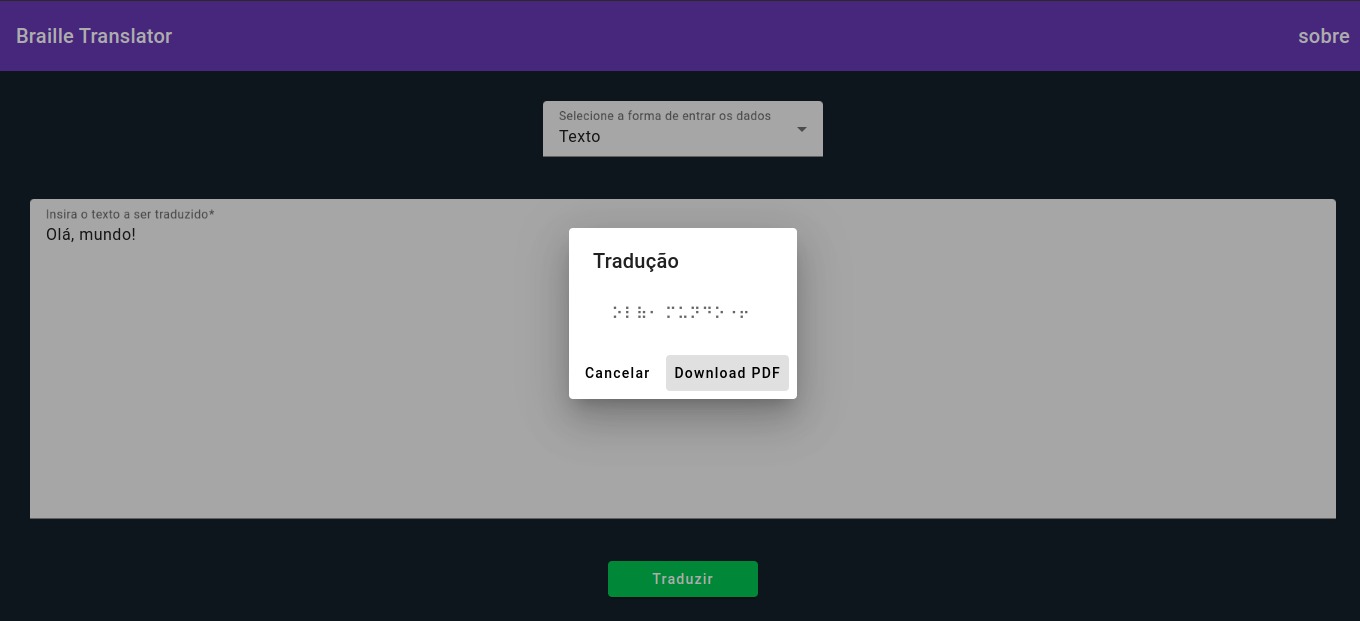 Braille Translator
sobre
Selecione a forma de entrar os dados
Texto
Insira o texto a ser traduzido*
Olá, mundo!
Tradução
⠕⠇⠷⠂ ⠍⠥⠝⠙⠕⠐⠖
Cancelar
Download PDF
Traduzir